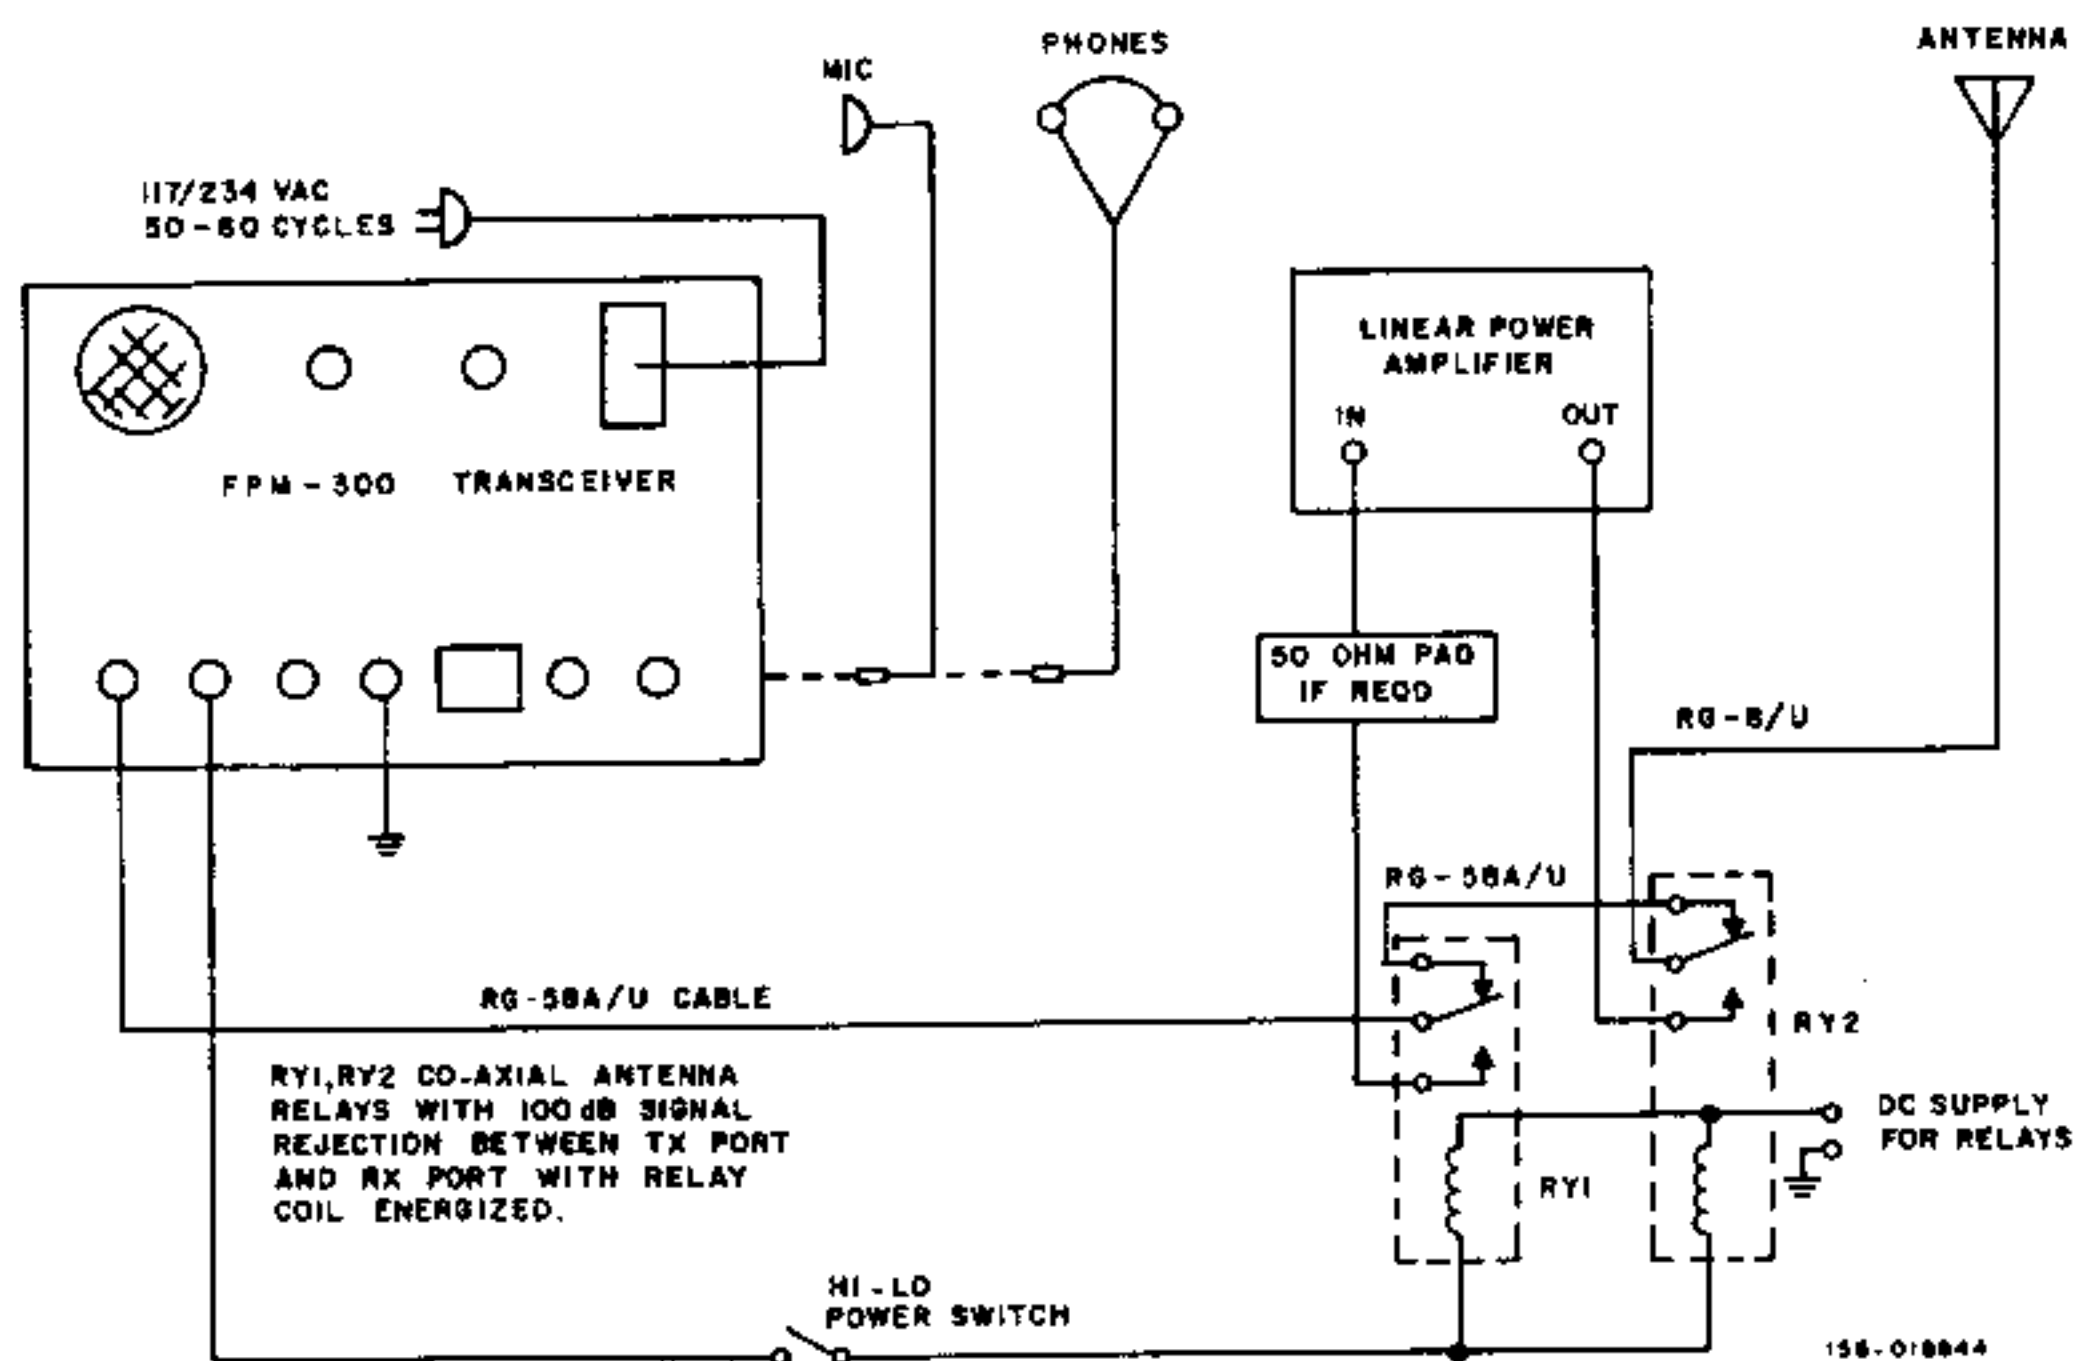 MIC
PHONES
ANTENNA
117/234 VAC
50-60 CYCLES
FPM-300 TRANSCEIVER
LINEAR POWER
AMPLIFIER
IN
OUT
50 OHM PAD
IF REQD
RG-8/U
RG-58A/U
RG-58A/U CABLE
RY2
RY1,RY2 CO-AXIAL ANTENNA
RELAYS WITH 100 dB SIGNAL
REJECTION BETWEEN TX PORT
AND RX PORT WITH RELAY
COIL ENERGIZED.
DC SUPPLY
FOR RELAYS
RY1
HI-LO
POWER SWITCH